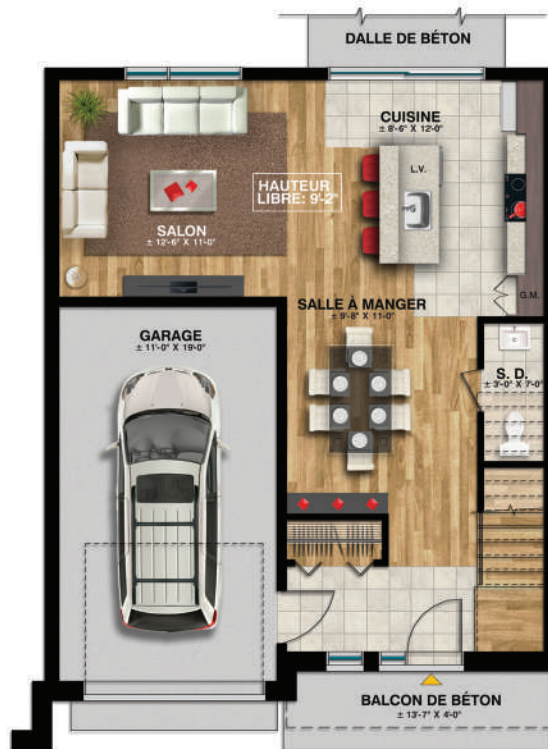 DALLE DE BÉTON
CUISINE
± 8'-6" X 12'-0"
L.V.
HAUTEUR
LIBRE: 9'-2"
SALON
± 12'-6" X 11'-0"
G.M.
SALLE À MANGER
± 9'-8" X 11'-0"
GARAGE
± 11'-0" X 19'-0"
S. D.
± 3'-0" X 7'-0"
BALCON DE BÉTON
± 13'-7" X 4'-0"